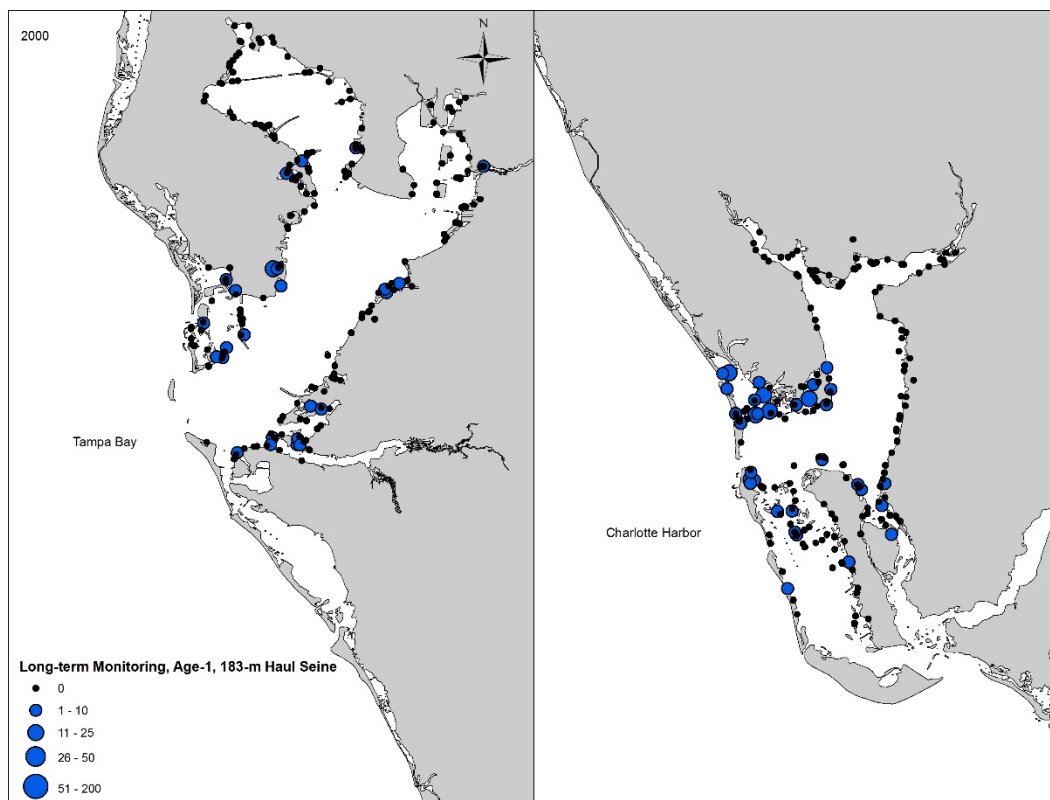 2000
N
Tampa Bay
Charlotte Harbor
Long-term Monitoring, Age-1, 183-m Haul Seine
0
1 - 10
11 - 25
26 - 50
51 - 200